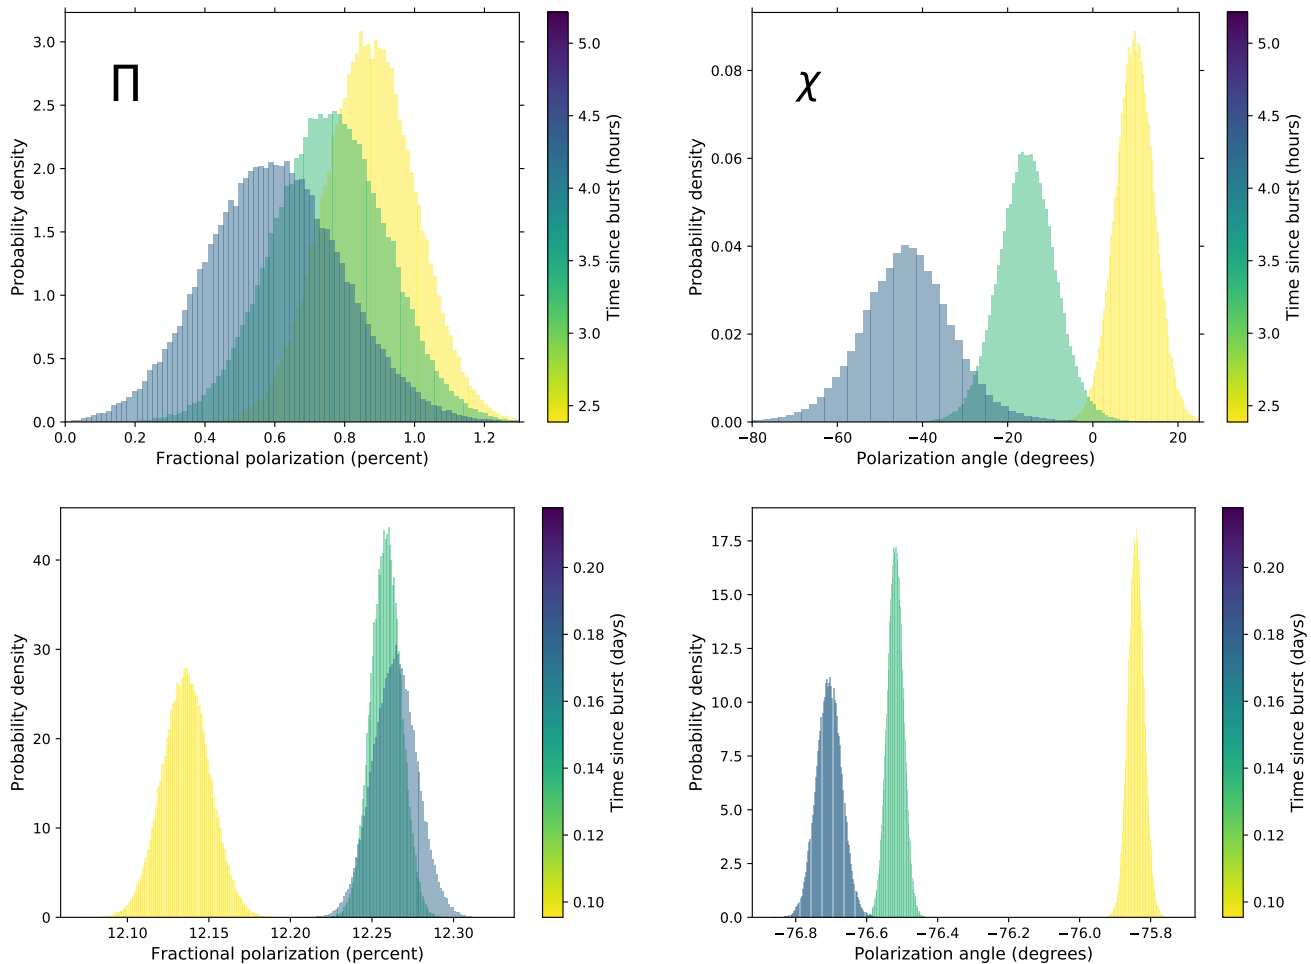 Π
Probability density
3.0
2.5
2.0
1.5
1.0
0.5
0.0
0.0 0.2 0.4 0.6 0.8 1.0 1.2
Fractional polarization (percent)
5.0
4.5
4.0
3.5
3.0
2.5
Time since burst (hours)
χ
Probability density
0.08
0.06
0.04
0.02
0.00
−80 −60 −40 −20 0 20
Polarization angle (degrees)
5.0
4.5
4.0
3.5
3.0
2.5
Time since burst (hours)
Probability density
40
30
20
10
0
12.10 12.15 12.20 12.25 12.30
Fractional polarization (percent)
0.20
0.18
0.16
0.14
0.12
0.10
Time since burst (days)
Probability density
17.5
15.0
12.5
10.0
7.5
5.0
2.5
0.0
−76.8 −76.6 −76.4 −76.2 −76.0 −75.8
Polarization angle (degrees)
0.20
0.18
0.16
0.14
0.12
0.10
Time since burst (days)